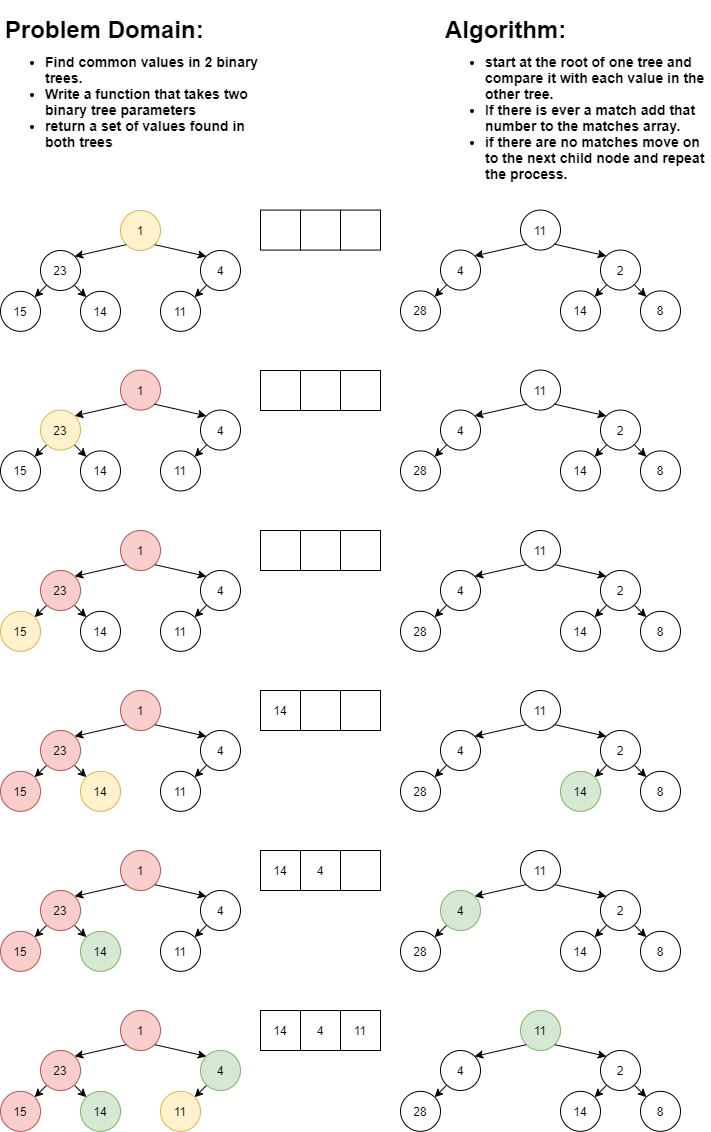 Problem Domain:
Find common values in 2 binary
trees.
Write a function that takes two
binary tree parameters
return a set of values found in
both trees
Algorithm:
start at the root of one tree and
compare it with each value in the
other tree.
If there is ever a match add that
number to the matches array.
if there are no matches move on
to the next child node and repeat
the process.
1 11
23 4 4 2
15 14 11 28 14 8
1 11
23 4 4 2
15 14 11 28 14 8
1 11
23 4 4 2
15 14 11 28 14 8
1 14 11
23 4 4 2
15 14 11 28 14 8
1 14 4 11
23 4 4 2
15 14 11 28 14 8
1 14 4 11 11
23 4 4 2
15 14 11 28 14 8